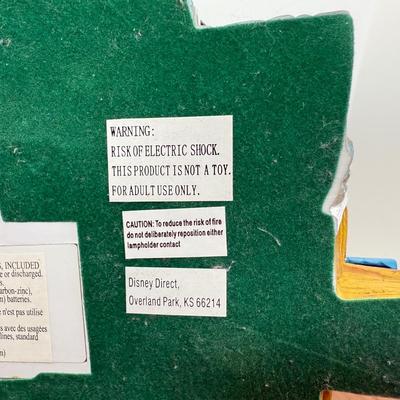 WARNING:
RISK OF ELECTRIC SHOCK.
THIS PRODUCT IS NOT A TOY.
FOR ADULT USE ONLY.
CAUTION: To reduce the risk of fire
do not deliberately reposition either
lampholder contact
Disney Direct,
Overland Park, KS 66214
, INCLUDED
e or discharged.
es.
arbon-zinc),
m) batteries.
e n'est pas utilisé
s avec des usagées
lines, standard
m)